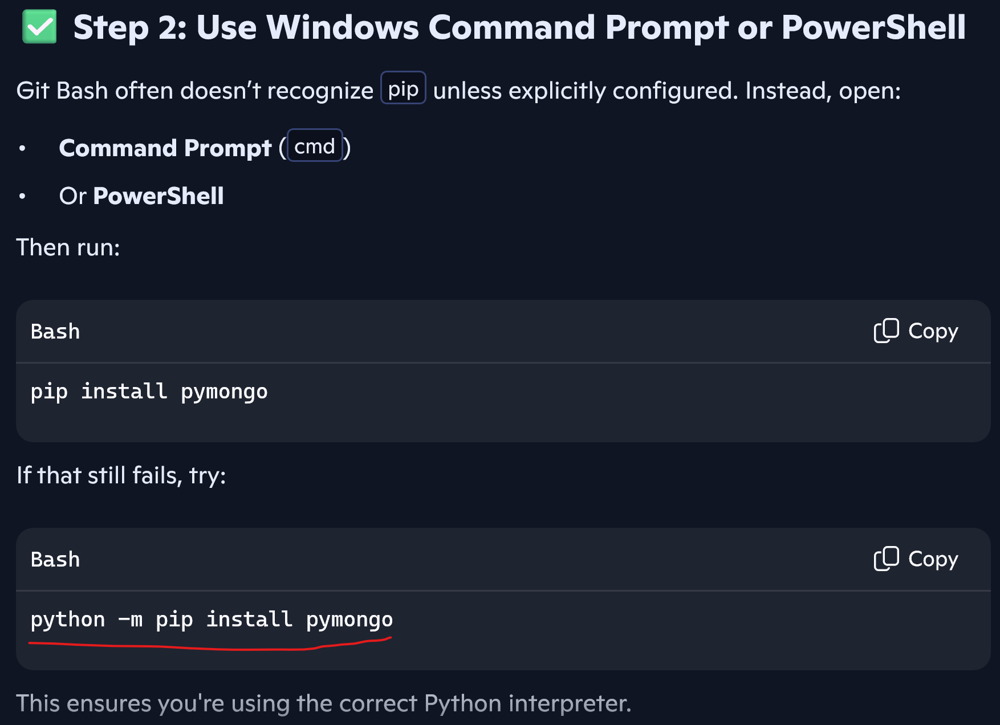 ✅ Step 2: Use Windows Command Prompt or PowerShell
Git Bash often doesn’t recognize pip unless explicitly configured. Instead, open:
• Command Prompt (cmd)
• Or PowerShell
Then run:
Bash Copy
pip install pymongo
If that still fails, try:
Bash Copy
python -m pip install pymongo
This ensures you're using the correct Python interpreter.